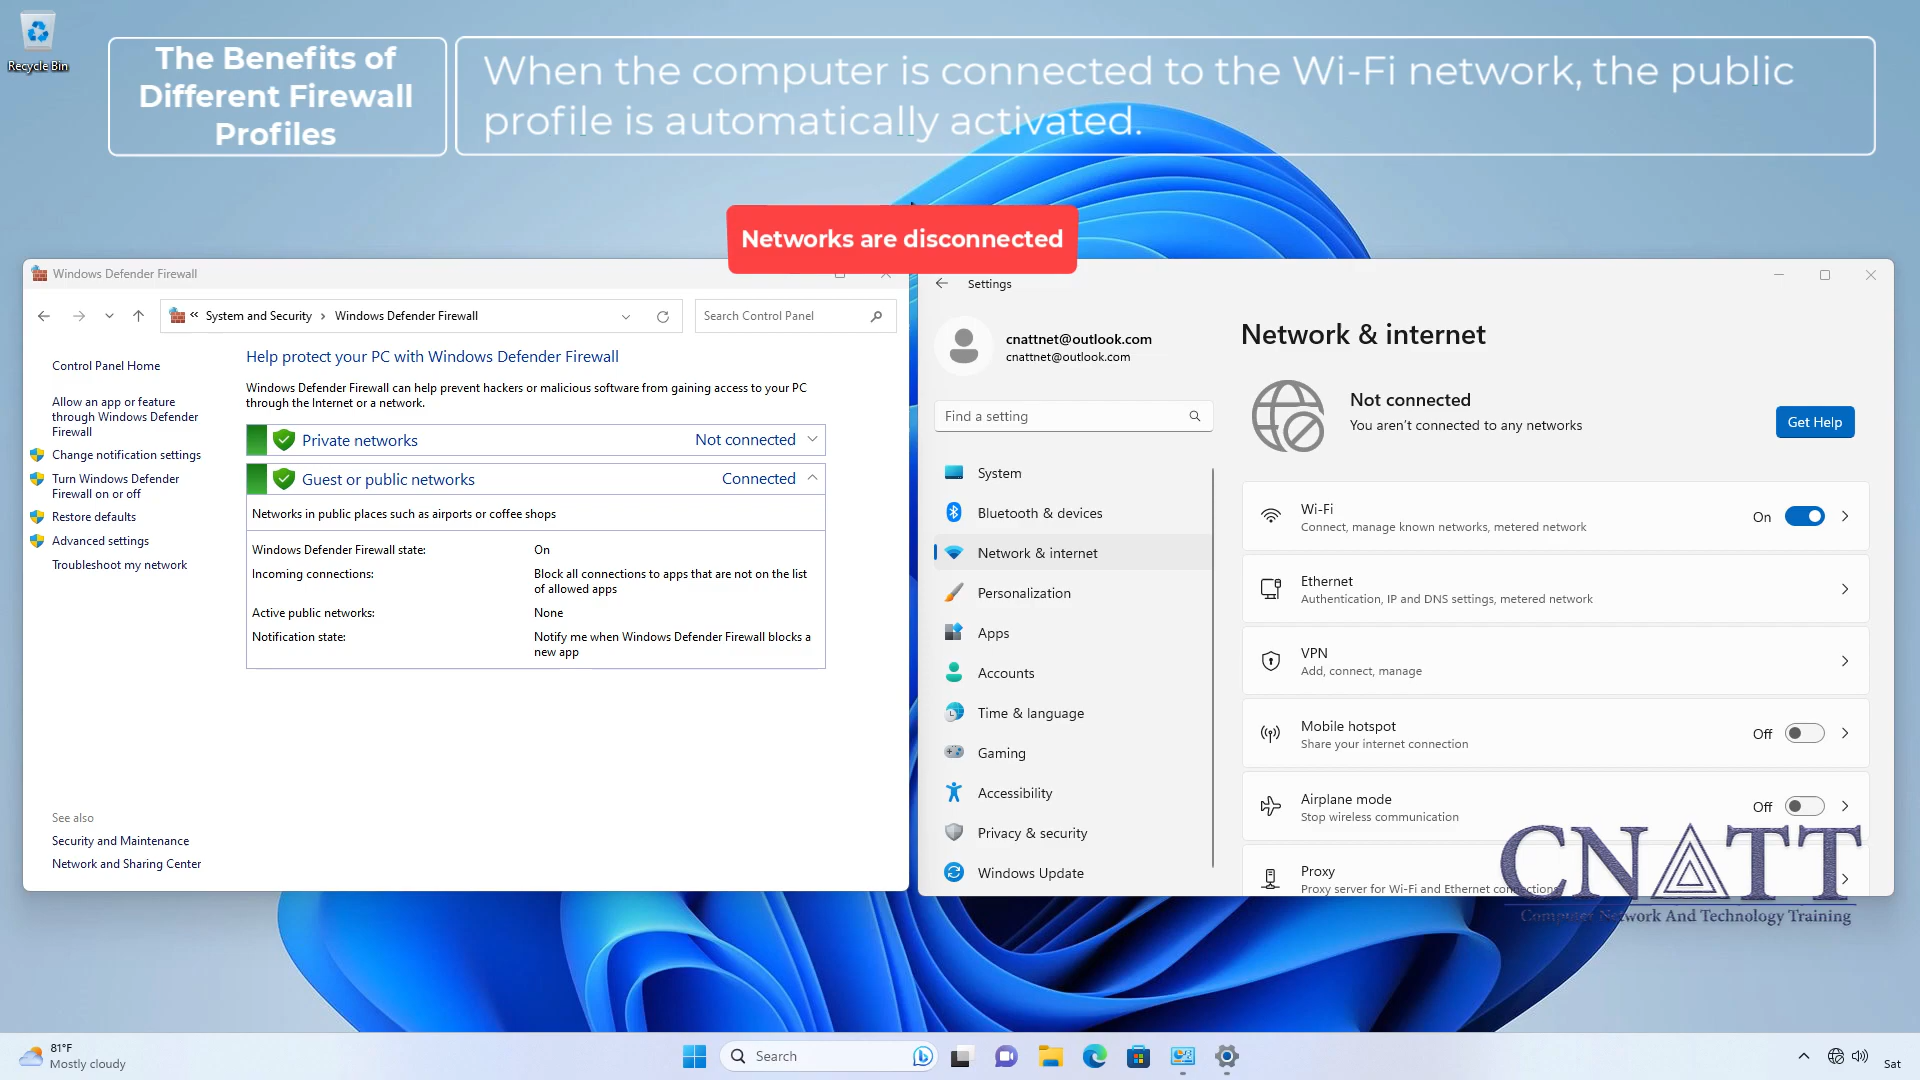 Recycle Bin
The Benefits of
Different Firewall
Profiles
When the computer is connected to the Wi-Fi network, the public
profile is automatically activated.
Networks are disconnected
Windows Defender Firewall
« System and Security › Windows Defender Firewall
Search Control Panel
Control Panel Home
Allow an app or feature
through Windows Defender
Firewall
Change notification settings
Turn Windows Defender
Firewall on or off
Restore defaults
Advanced settings
Troubleshoot my network
See also
Security and Maintenance
Network and Sharing Center
Help protect your PC with Windows Defender Firewall
Windows Defender Firewall can help prevent hackers or malicious software from gaining access to your PC
through the Internet or a network.
Private networks Not connected
Guest or public networks Connected
Networks in public places such as airports or coffee shops
Windows Defender Firewall state: On
Incoming connections: Block all connections to apps that are not on the list
of allowed apps
Active public networks: None
Notification state: Notify me when Windows Defender Firewall blocks a
new app
Settings
cnattnet@outlook.com
cnattnet@outlook.com
Find a setting
System
Bluetooth & devices
Network & internet
Personalization
Apps
Accounts
Time & language
Gaming
Accessibility
Privacy & security
Windows Update
Network & internet
Not connected
You aren't connected to any networks
Get Help
Wi-Fi
Connect, manage known networks, metered network
On
Ethernet
Authentication, IP and DNS settings, metered network
VPN
Add, connect, manage
Mobile hotspot
Share your internet connection
Off
Airplane mode
Stop wireless communication
Off
Proxy
Proxy server for Wi-Fi and Ethernet connections
CNATT
Computer Network And Technology Training
81°F
Mostly cloudy
Search
Sat